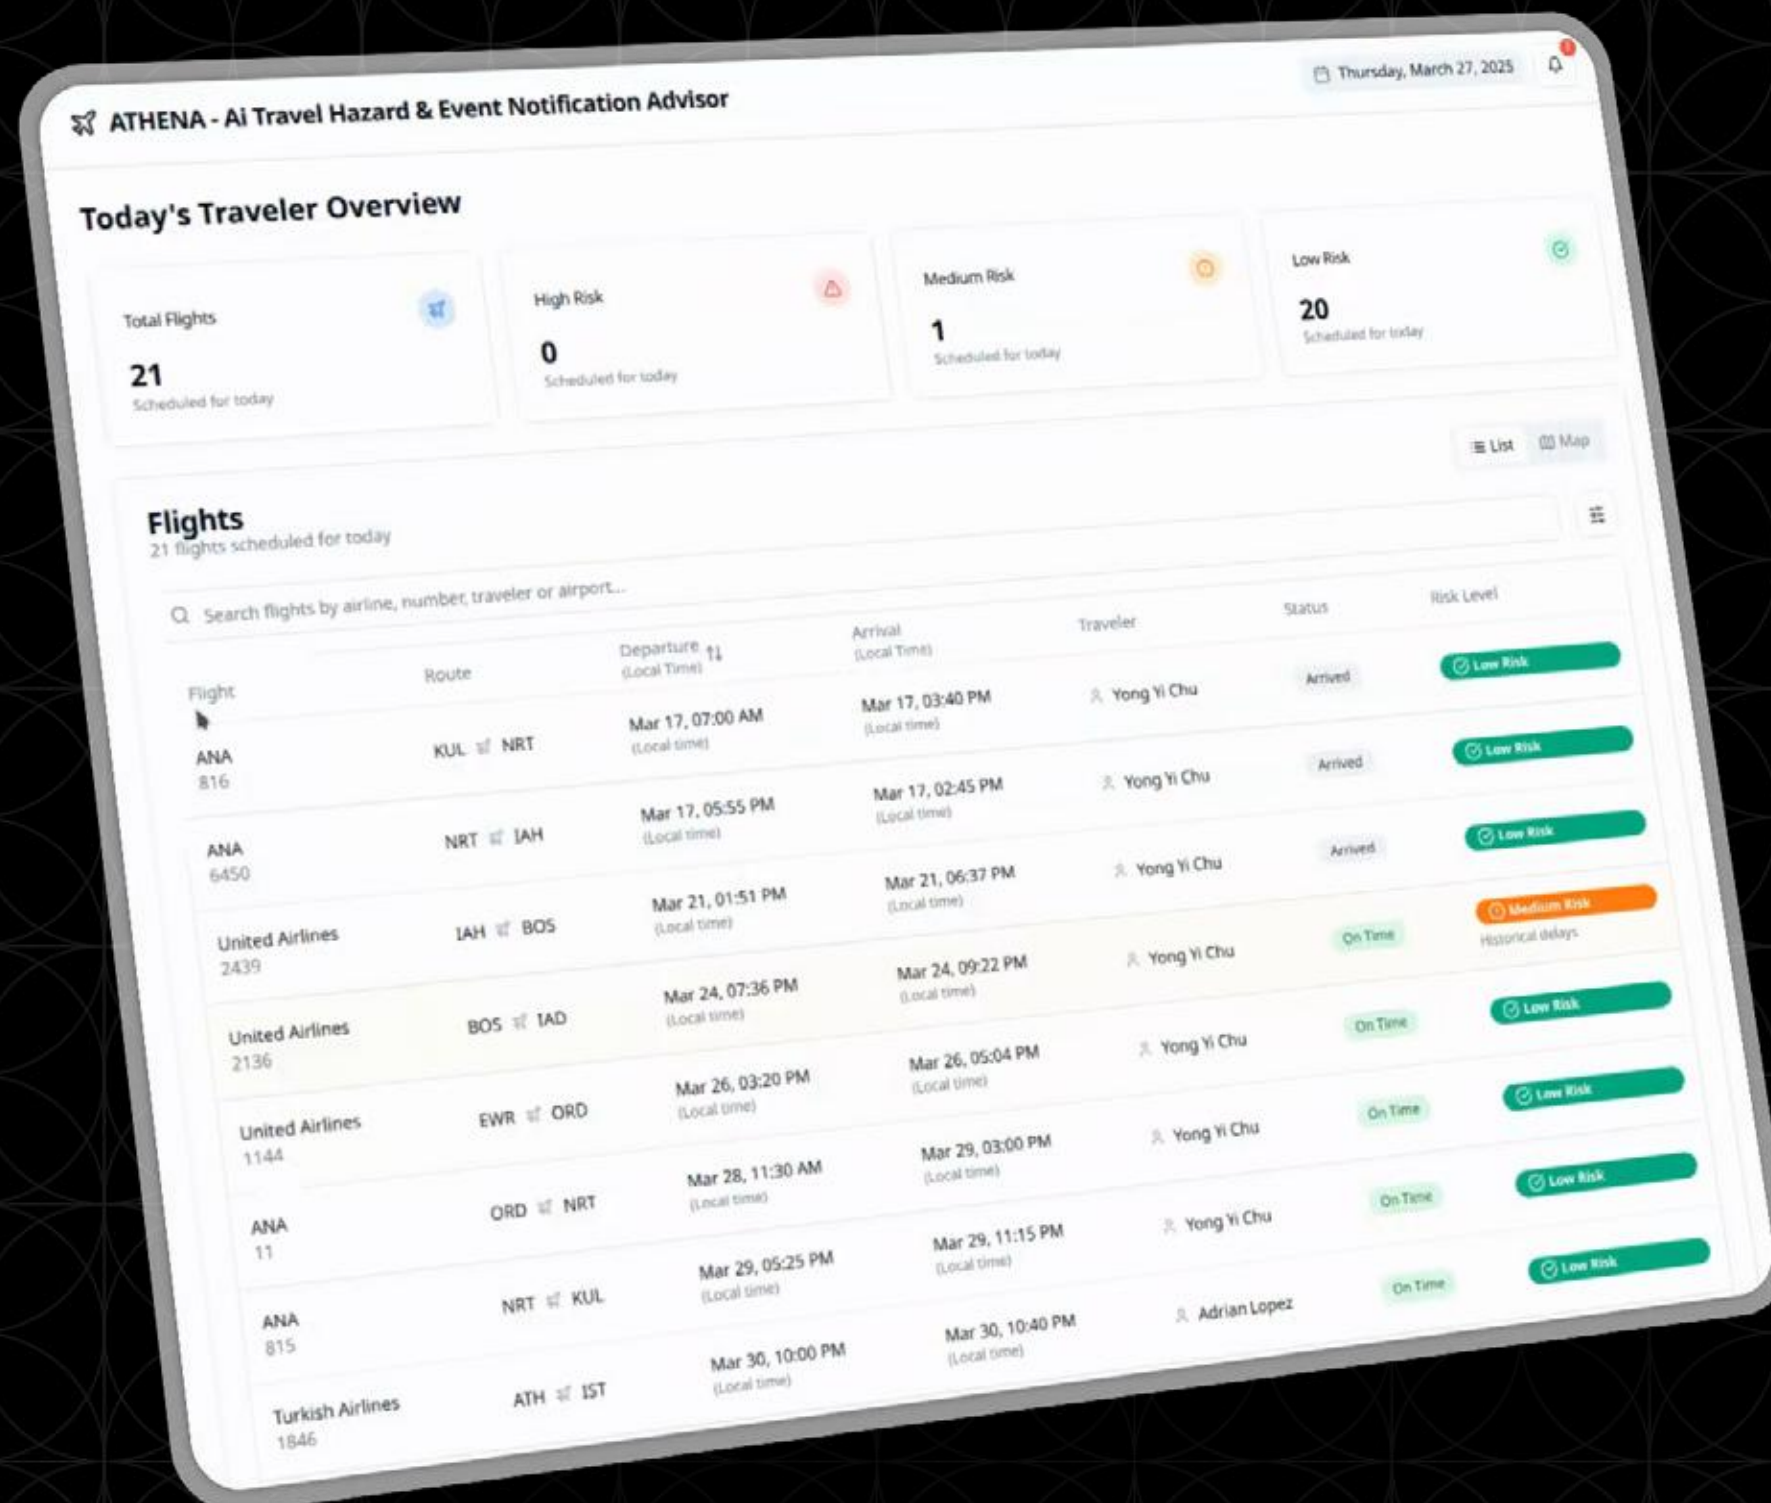 ATHENA - Ai Travel Hazard & Event Notification Advisor
Thursday, March 27, 2025
Today's Traveler Overview
Total Flights
21
Scheduled for today
High Risk
0
Scheduled for today
Medium Risk
1
Scheduled for today
Low Risk
20
Scheduled for today
List Map
Flights
21 flights scheduled for today
Search flights by airline, number, traveler or airport...
Flight Route Departure (Local Time) Arrival (Local Time) Traveler Status Risk Level
ANA 816 KUL NRT Mar 17, 07:00 AM (Local time) Mar 17, 03:40 PM (Local time) Yong Yi Chu Arrived Low Risk
ANA 6450 NRT IAH Mar 17, 05:55 PM (Local time) Mar 17, 02:45 PM (Local time) Yong Yi Chu Arrived Low Risk
United Airlines 2439 IAH BOS Mar 21, 01:51 PM (Local time) Mar 21, 06:37 PM (Local time) Yong Yi Chu Arrived Low Risk
United Airlines 2136 BOS IAD Mar 24, 07:36 PM (Local time) Mar 24, 09:22 PM (Local time) Yong Yi Chu On Time Medium Risk Historical delays
United Airlines 1144 EWR ORD Mar 26, 03:20 PM (Local time) Mar 26, 05:04 PM (Local time) Yong Yi Chu On Time Low Risk
ANA 11 ORD NRT Mar 28, 11:30 AM (Local time) Mar 29, 03:00 PM (Local time) Yong Yi Chu On Time Low Risk
ANA 815 NRT KUL Mar 29, 05:25 PM (Local time) Mar 29, 11:15 PM (Local time) Yong Yi Chu On Time Low Risk
Turkish Airlines 1846 ATH IST Mar 30, 10:00 PM (Local time) Mar 30, 10:40 PM (Local time) Adrian Lopez On Time Low Risk